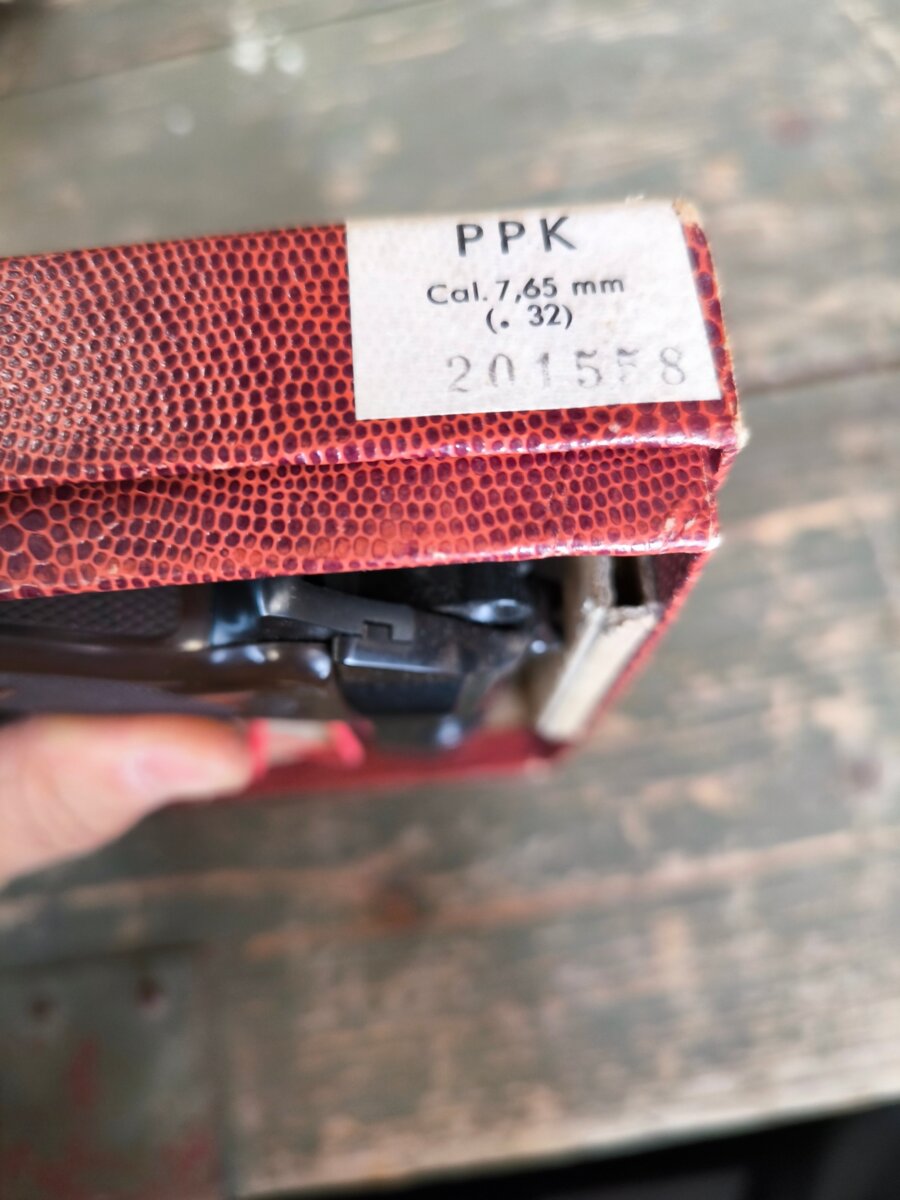 PPK
Cal. 7,65 mm
(. 32)
201558